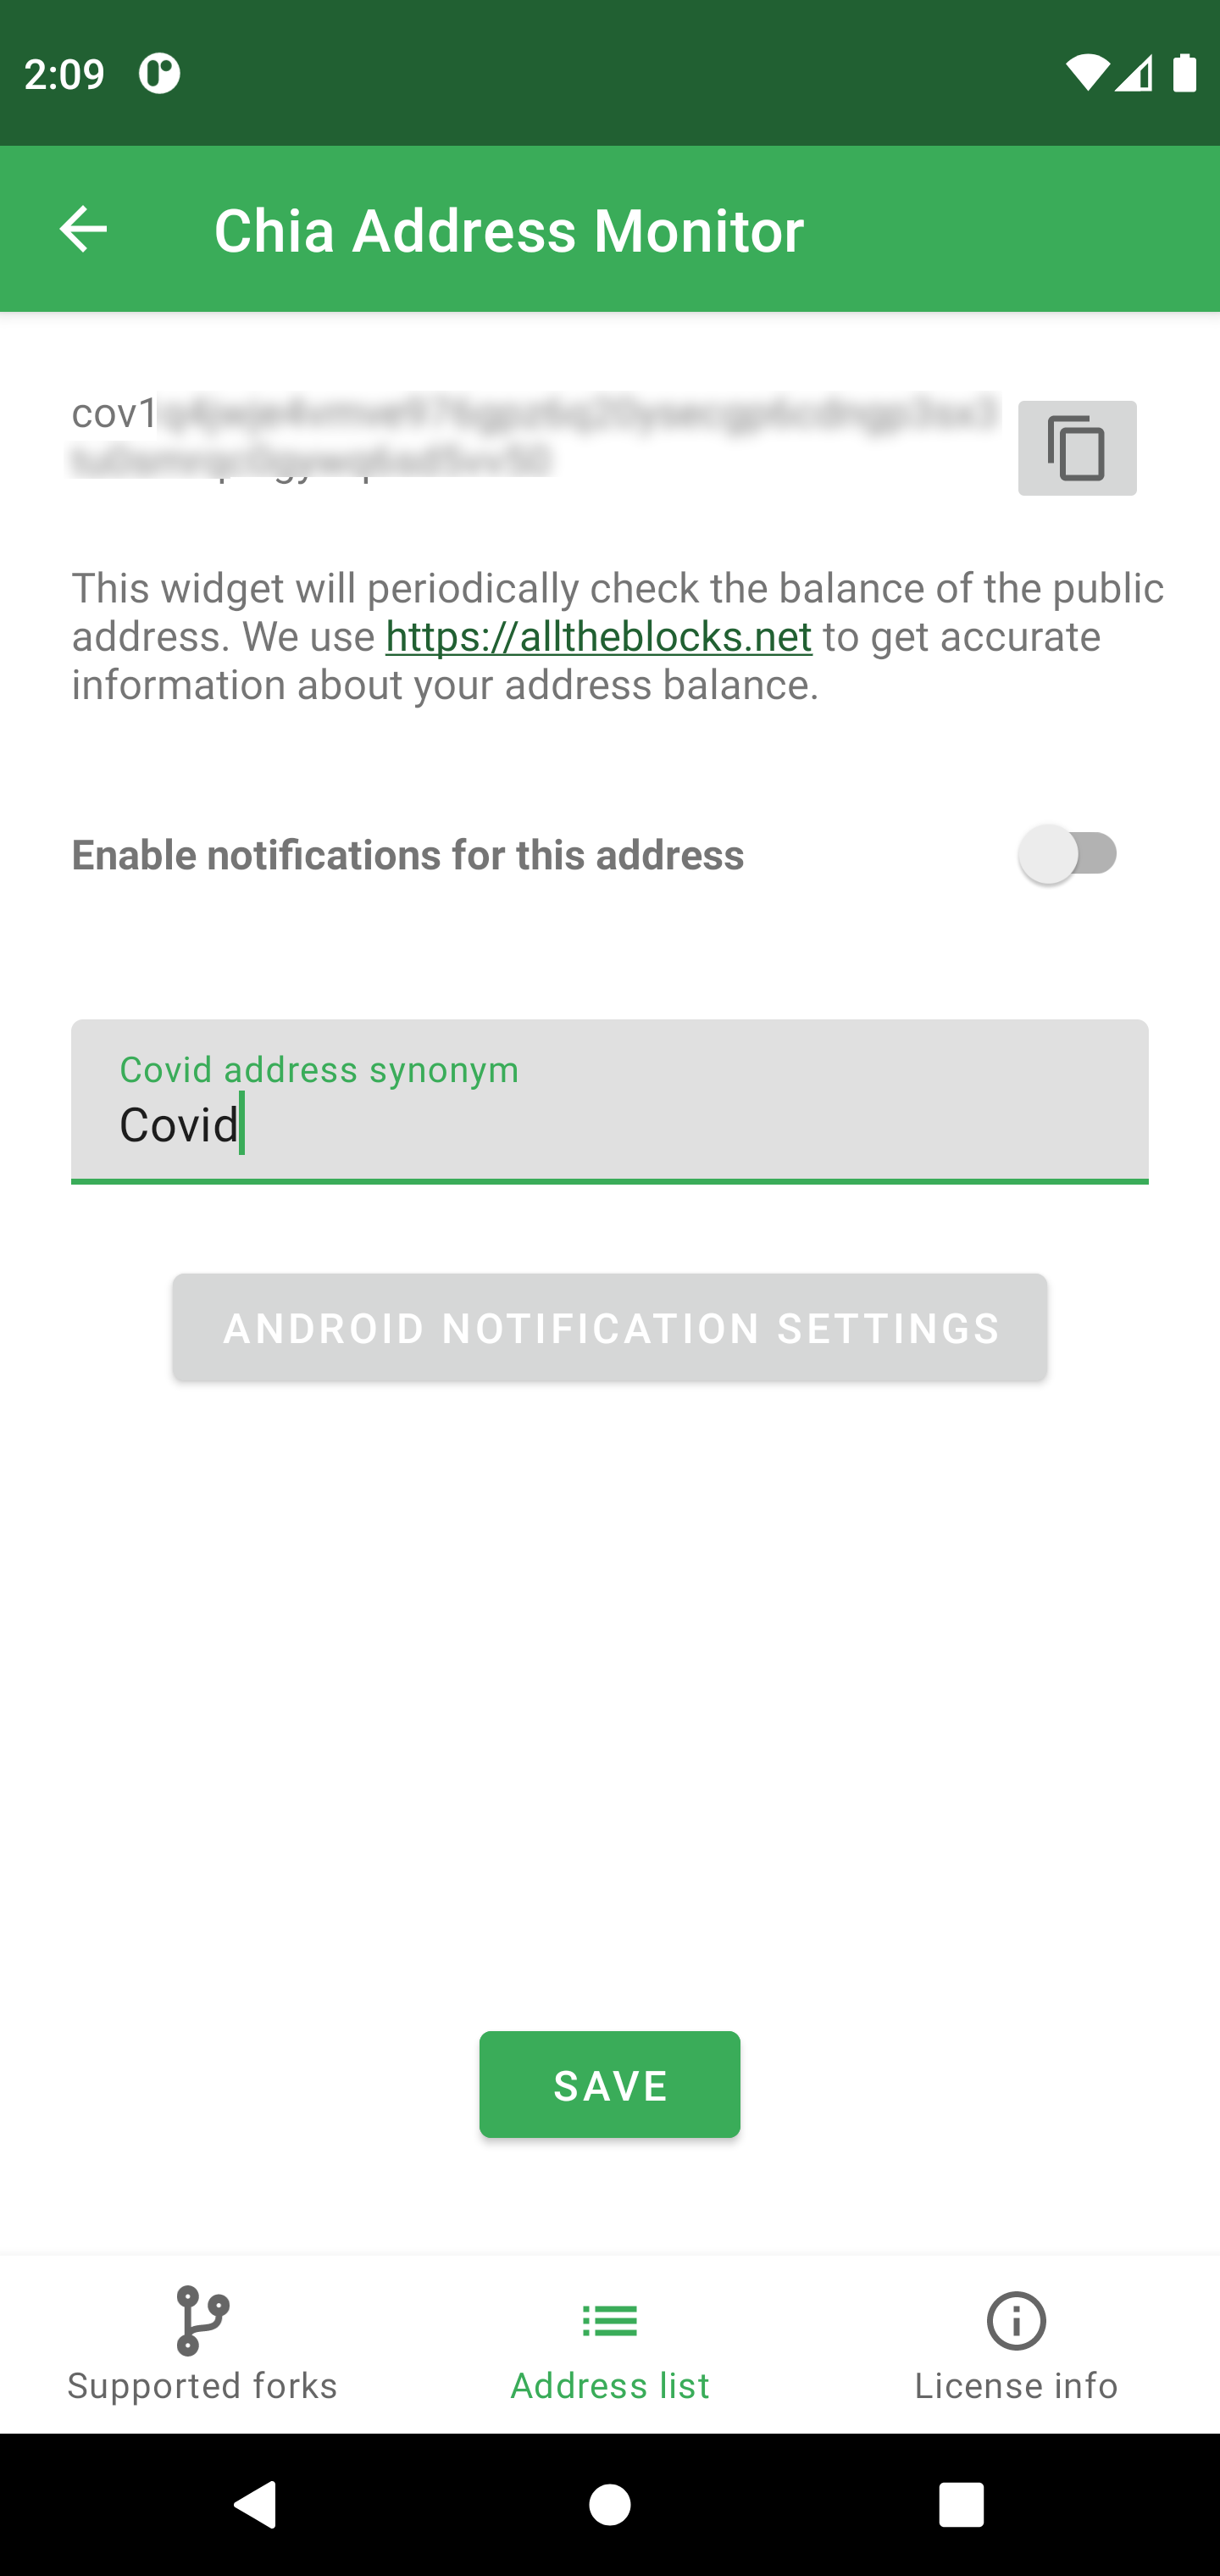 2:09
Chia Address Monitor
cov1
This widget will periodically check the balance of the public
address. We use https://alltheblocks.net to get accurate
information about your address balance.
Enable notifications for this address
Covid address synonym
Covid
ANDROID NOTIFICATION SETTINGS
SAVE
Supported forks
Address list
License info